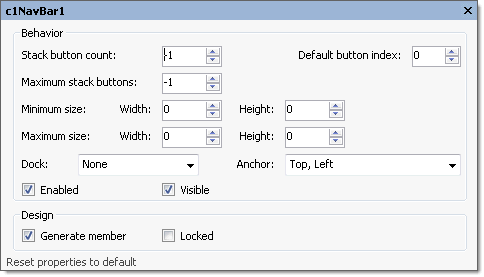 c1NavBar1
Behavior
Stack button count: -1 Default button index: 0
Maximum stack buttons: -1
Minimum size: Width: 0 Height: 0
Maximum size: Width: 0 Height: 0
Dock: None Anchor: Top, Left
Enabled Visible
Design
Generate member Locked
Reset properties to default